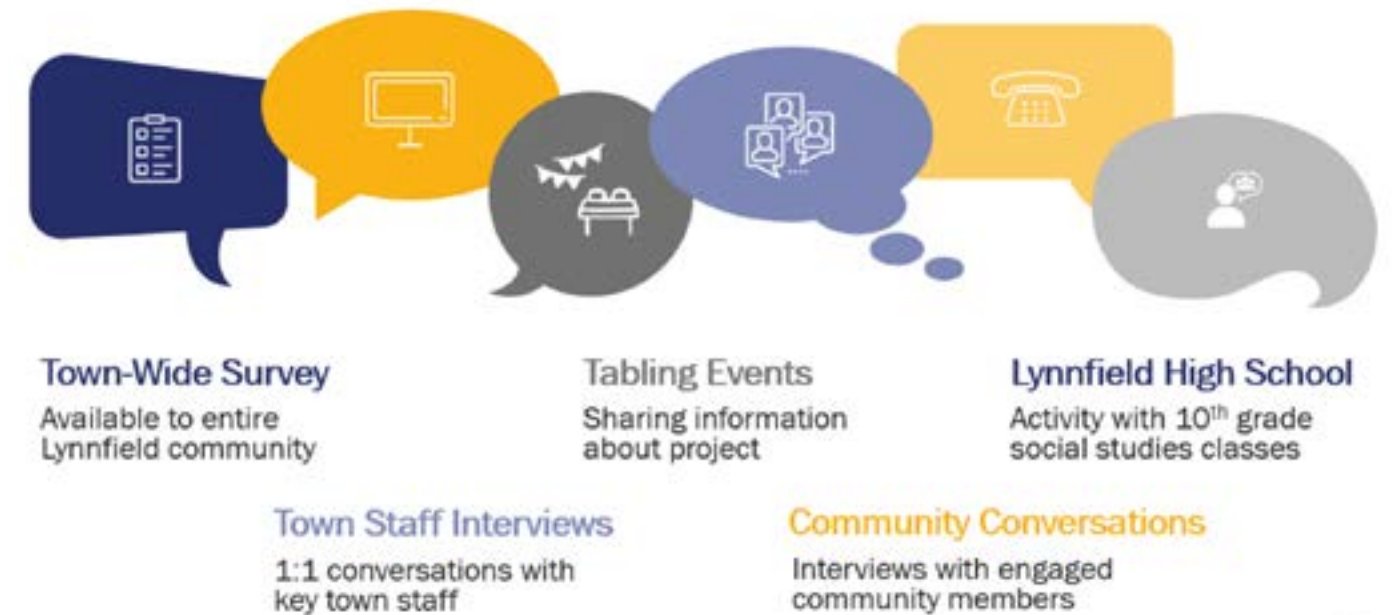 Town-Wide Survey
Available to entire
Lynnfield community
Tabling Events
Sharing information
about project
Lynnfield High School
Activity with 10th grade
social studies classes
Town Staff Interviews
1:1 conversations with
key town staff
Community Conversations
Interviews with engaged
community members